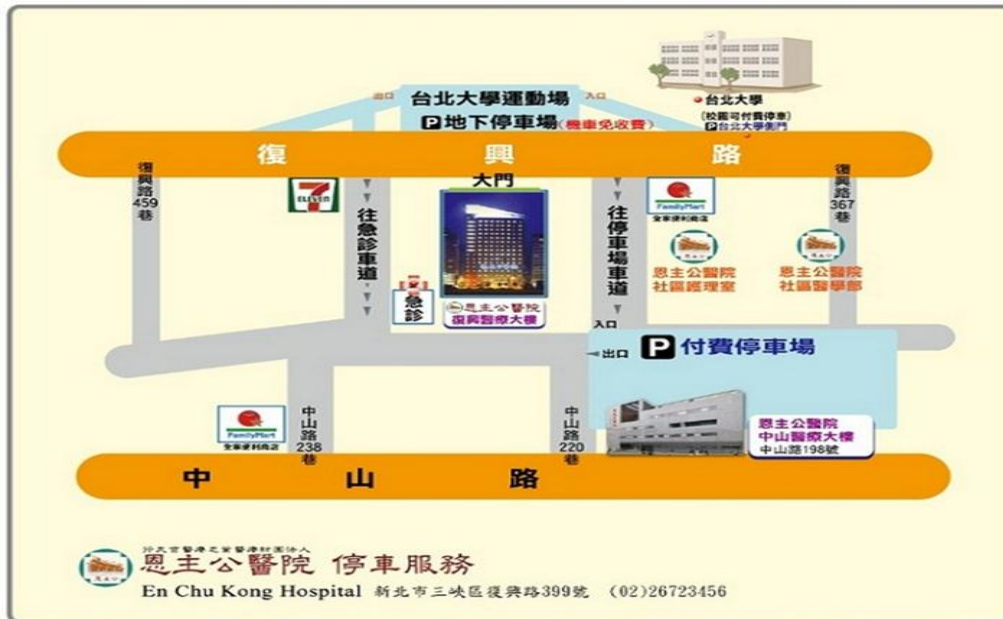 出口
台北大學運動場
入口
P地下停車場(機車免收費)
台北大學
(校園可付費停車)
P台北大學側門
復興路
大門
復興路459巷
7
ELEVEN
往急診車道
往停車場車道
FamilyMart
全家便利商店
復興路367巷
恩主公醫院
社區護理室
恩主公醫院
社區醫學部
急診
恩主公醫院
復興醫療大樓
入口
出口
P 付費停車場
FamilyMart
全家便利商店
中山路238巷
中山路220巷
恩主公醫院
中山醫療大樓
中山路198號
中山路
恩主公醫院 停車服務
En Chu Kong Hospital 新北市三峽區復興路399號 (02)26723456